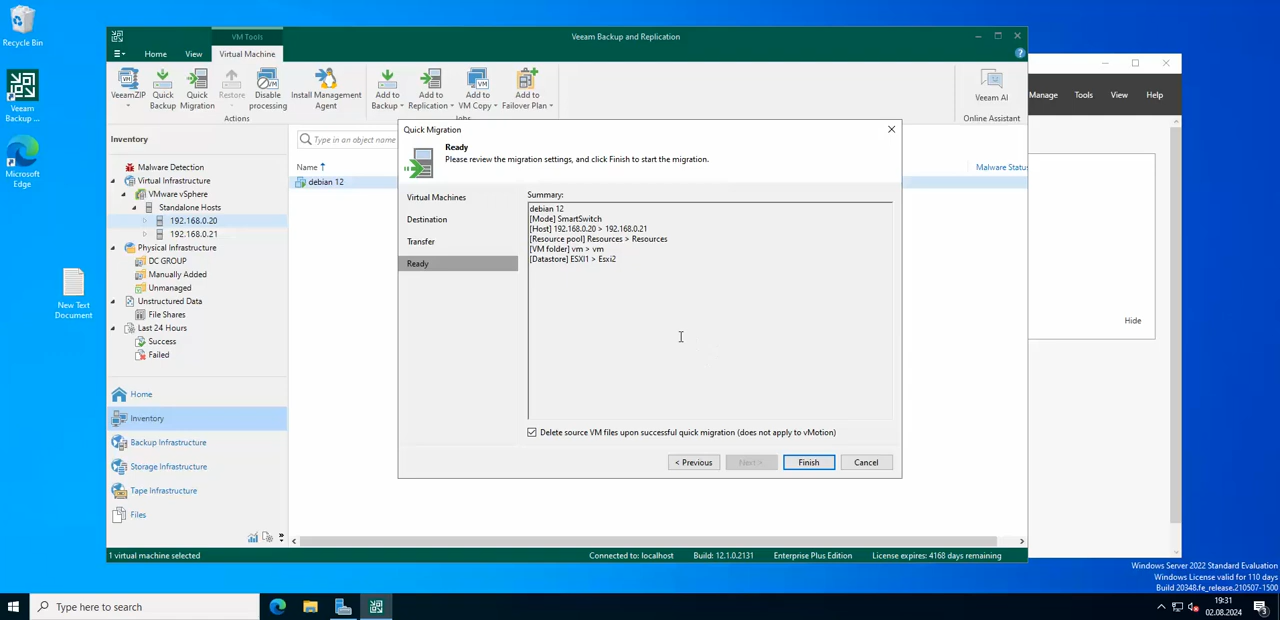 Recycle Bin
Veeam
Backup ...
Microsoft
Edge
New Text
Document
VM Tools
Veeam Backup and Replication
Home
View
Virtual Machine
VeeamZIP
Quick
Backup
Quick
Migration
Restore
Disable
processing
Install Management
Agent
Add to
Backup
Add to
Replication
Add to
VM Copy
Add to
Failover Plan
Veeam AI
Actions
Online Assistant
Manage
Tools
View
Help
Hide
Inventory
Malware Detection
Virtual Infrastructure
VMware vSphere
Standalone Hosts
192.168.0.20
192.168.0.21
Physical Infrastructure
DC GROUP
Manually Added
Unmanaged
Unstructured Data
File Shares
Last 24 Hours
Success
Failed
Home
Inventory
Backup Infrastructure
Storage Infrastructure
Tape Infrastructure
Files
Type in an object name
Name
Malware Status
debian 12
Quick Migration
Ready
Please review the migration settings, and click Finish to start the migration.
Virtual Machines
Destination
Transfer
Ready
Summary:
debian 12
[Mode] SmartSwitch
[Host] 192.168.0.20 > 192.168.0.21
[Resource pool] Resources > Resources
[VM folder] vm > vm
[Datastore] ESXI1 > Esxi2
Delete source VM files upon successful quick migration (does not apply to vMotion)
< Previous
Next >
Finish
Cancel
1 virtual machine selected
Connected to: localhost
Build: 12.1.0.2131
Enterprise Plus Edition
License expires: 4168 days remaining
Windows Server 2022 Standard Evaluation
Windows License valid for 110 days
Build 20348.fe_release.210507-1500
Type here to search
19:31
02.08.2024
3